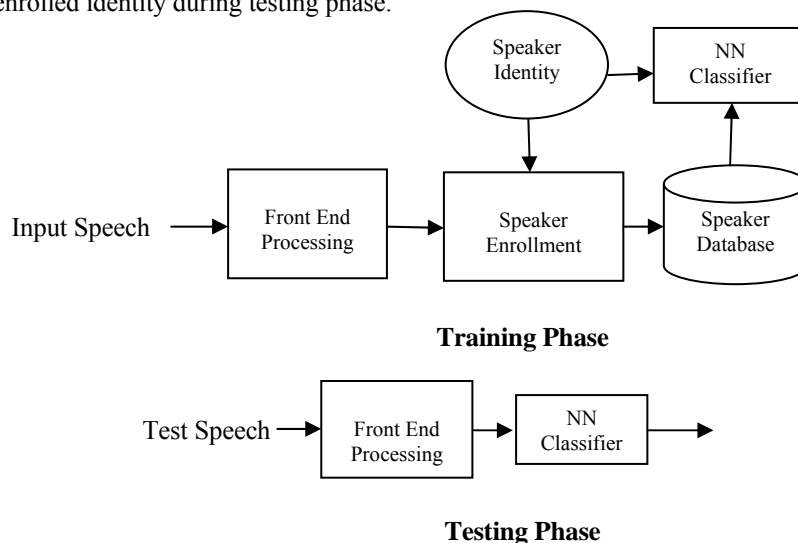 enrolled identity during testing phase.
Speaker
Identity
NN
Classifier
Input Speech
Front End
Processing
Speaker
Enrollment
Speaker
Database
Training Phase
Test Speech
Front End
Processing
NN
Classifier
Testing Phase